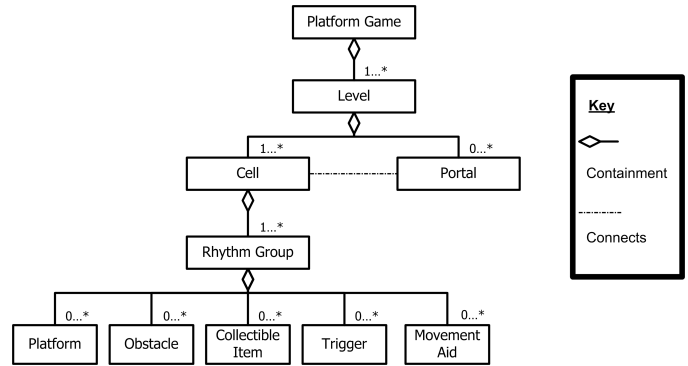 Platform Game
1...*
Level
1...*
0...*
Cell
Portal
1...*
Rhythm Group
0...*
0...*
0...*
0...*
0...*
Platform
Obstacle
Collectible
Item
Trigger
Movement
Aid
Key
Containment
Connects